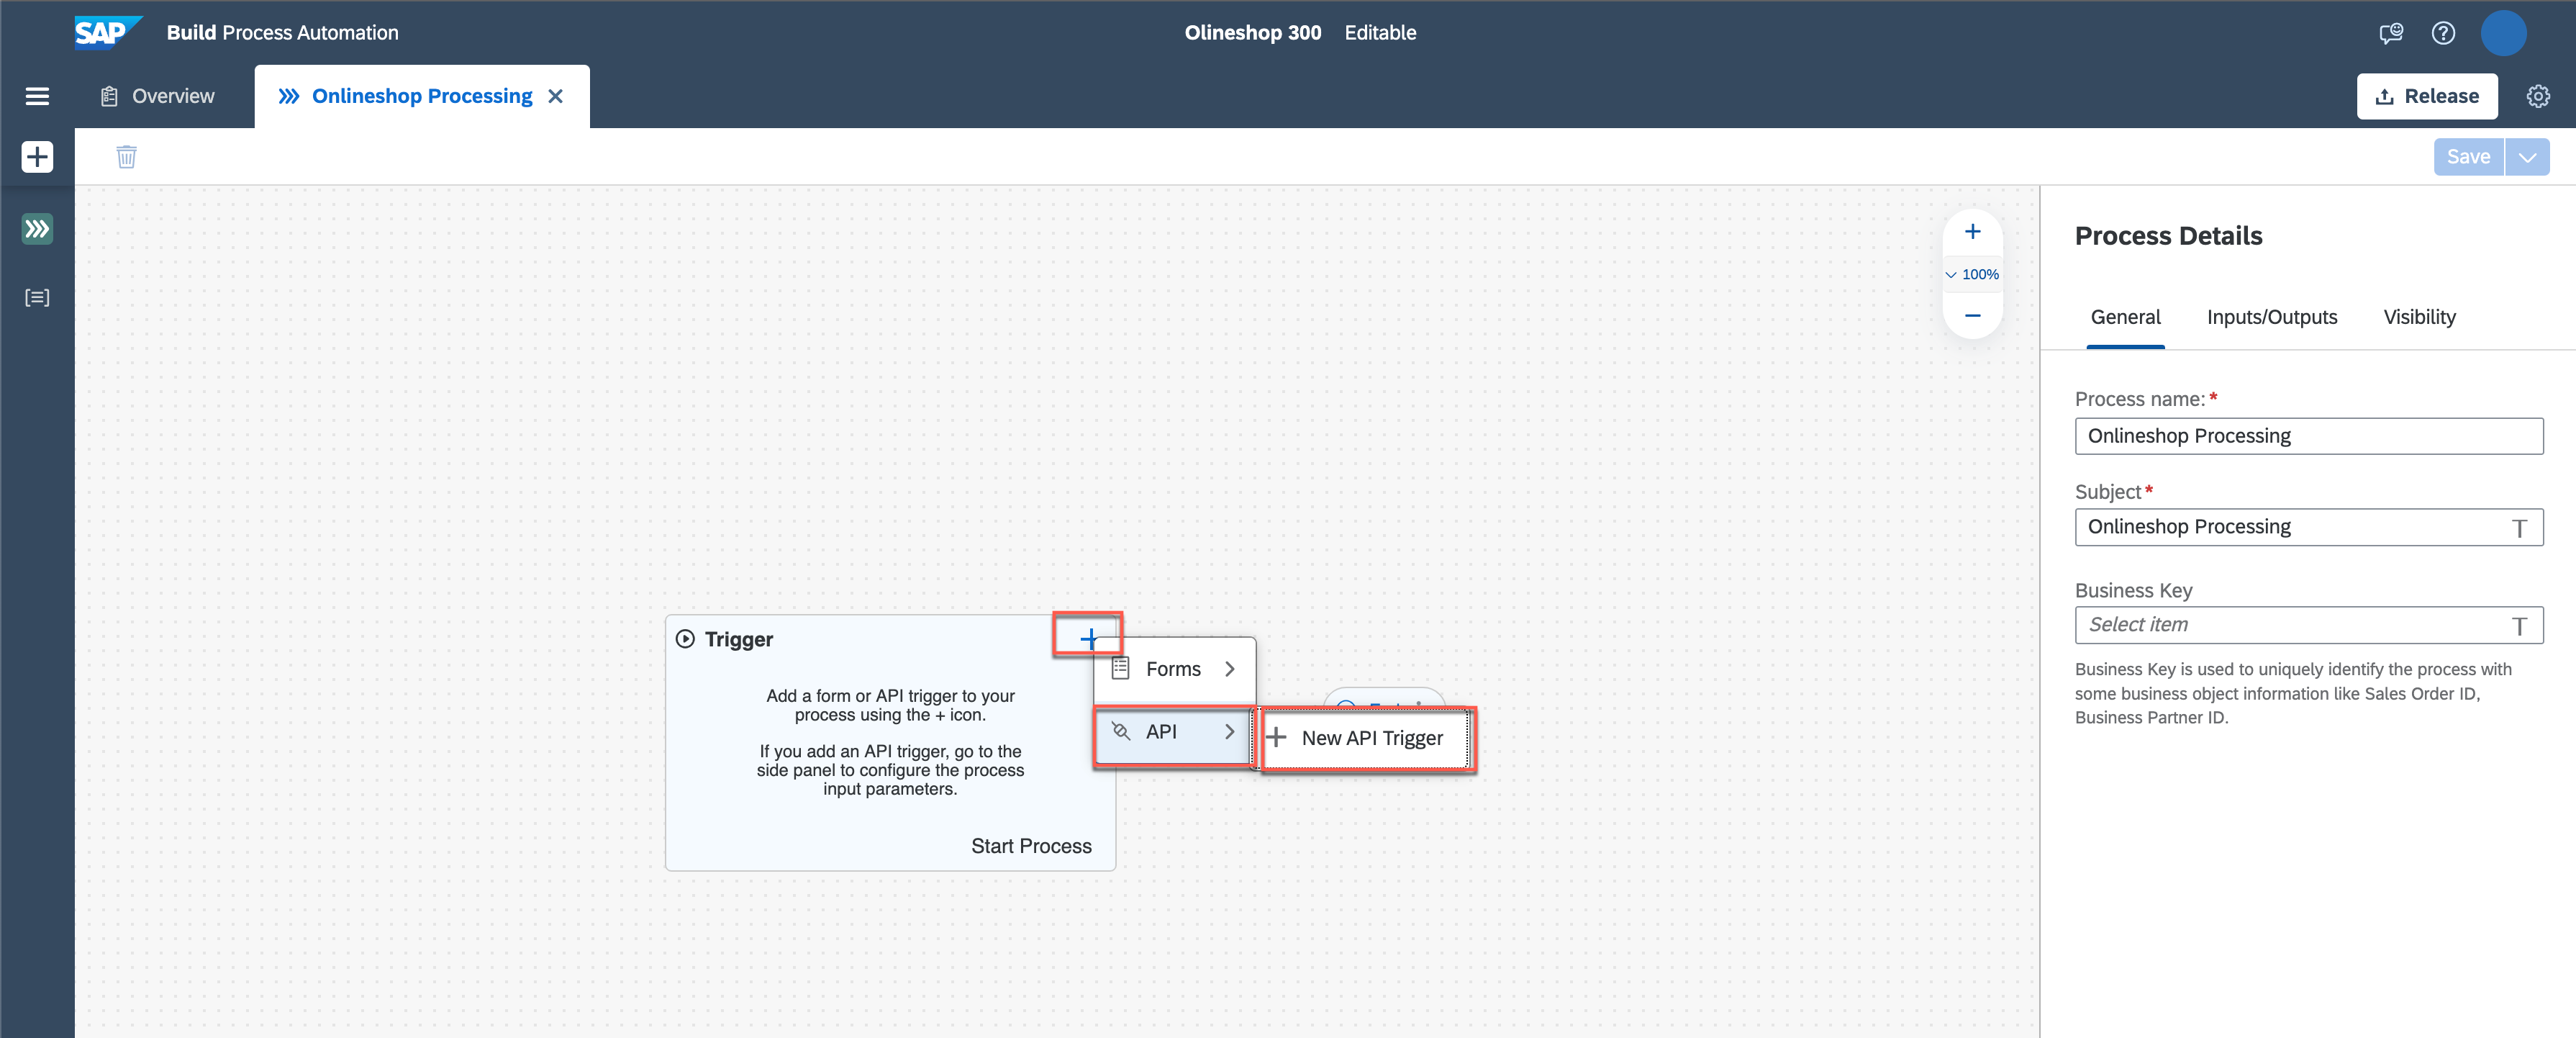 SAP Build Process Automation
Olineshop 300 Editable
Overview
Onlineshop Processing
Release
Save
100%
Process Details
General Inputs/Outputs Visibility
Process name:*
Onlineshop Processing
Subject*
Onlineshop Processing
Business Key
Select item
Business Key is used to uniquely identify the process with
some business object information like Sales Order ID,
Business Partner ID.
Trigger
Add a form or API trigger to your
process using the + icon.
If you add an API trigger, go to the
side panel to configure the process
input parameters.
Start Process
Forms
API
New API Trigger